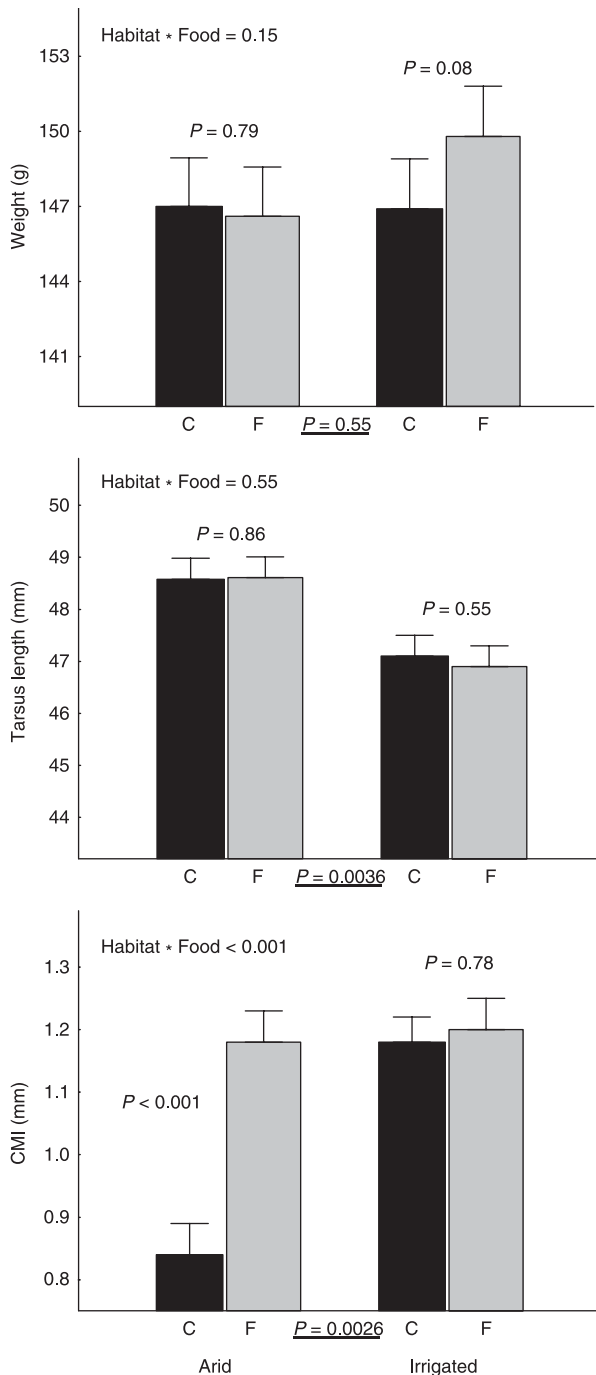 Habitat * Food = 0.15
P = 0.08
P = 0.79
153
150
147
144
141
Weight (g)
C F P = 0.55 C F
Habitat * Food = 0.55
P = 0.86
P = 0.55
50
49
48
47
46
45
44
Tarsus length (mm)
C F P = 0.0036 C F
Habitat * Food < 0.001
P = 0.78
P < 0.001
1.3
1.2
1.1
1.0
0.9
0.8
CMI (mm)
C F P = 0.0026 C F
Arid Irrigated